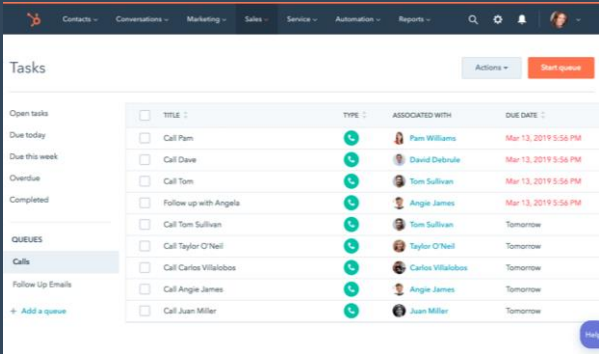 Contacts Conversations Marketing Sales Service Automation Reports
Tasks
Actions Start queue
Open tasks
Due today
Due this week
Overdue
Completed
QUEUES
Calls
Follow Up Emails
+ Add a queue
TITLE TYPE ASSOCIATED WITH DUE DATE
Call Pam Pam Williams Mar 13, 2019 5:56 PM
Call Dave David Debrule Mar 13, 2019 5:56 PM
Call Tom Tom Sullivan Mar 13, 2019 5:56 PM
Follow up with Angela Angie James Mar 13, 2019 5:56 PM
Call Tom Sullivan Tom Sullivan Tomorrow
Call Taylor O'Neil Taylor O'Neil Tomorrow
Call Carlos Villalobos Carlos Villalobos Tomorrow
Call Angie James Angie James Tomorrow
Call Juan Miller Juan Miller Tomorrow
Help